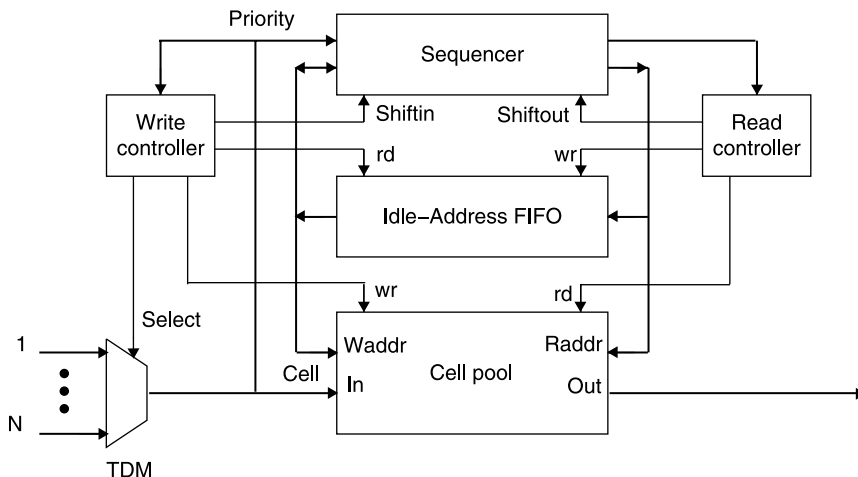 Priority
Sequencer
Write
controller
Shiftin
Shiftout
Read
controller
rd
wr
Idle–Address FIFO
wr
rd
Select
1
Waddr
Raddr
Cell
Cell pool
In
Out
N
TDM